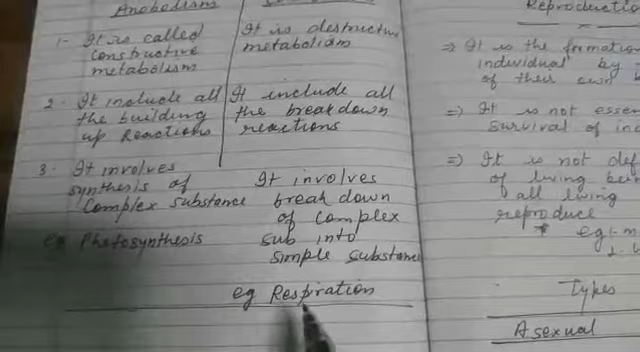 Anabolism
1- It is called
constructive
metabolism
2. It include all
the building
up Reactions
3. It involves
synthesis of
Complex substance
eg Photosynthesis
It is destructive
metabolism
It include all
the breakdown
reactions
It involves
break down
of complex
sub into
simple substance
eg Respiration
Reproductio
⇒ It is the formatio
individual by
of their own
⇒ It is not essen
survival of in
⇒ It is not def
of living bein
all living
reproduce
* eg:- m
Types
Asexual